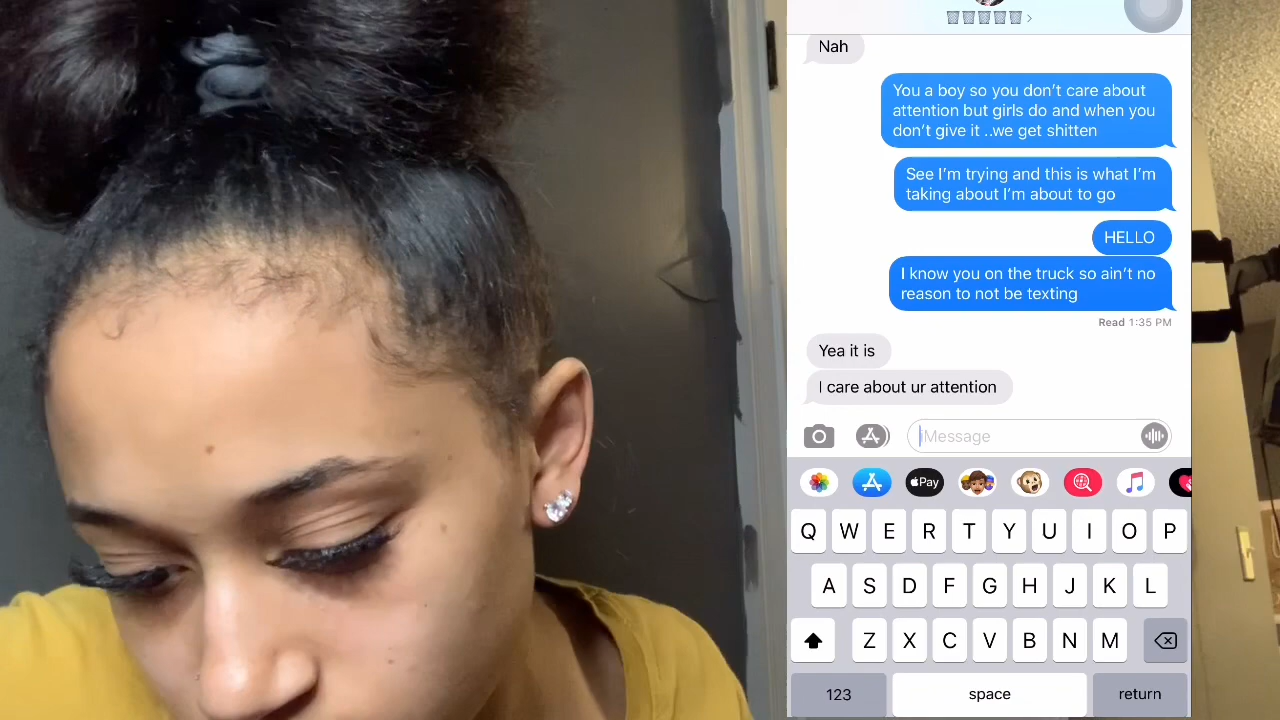 Nah
You a boy so you don't care about
attention but girls do and when you
don't give it ..we get shitten
See I'm trying and this is what I'm
taking about I'm about to go
HELLO
I know you on the truck so ain't no
reason to not be texting
Read 1:35 PM
Yea it is
I care about ur attention
Message
Pay
Q W E R T Y U I O P
A S D F G H J K L
Z X C V B N M
123 space return